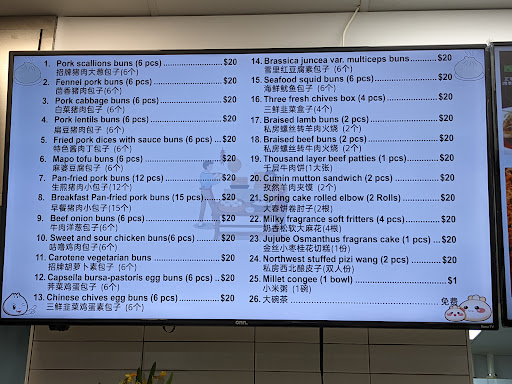 1. Pork scallions buns (6 pcs) ........................ $20
招牌猪肉大葱包子(6个)
2. Fennel pork buns (6 pcs) ........................ $20
茴香猪肉包子(6个)
3. Pork cabbage buns (6 pcs) ........................ $20
白菜猪肉包子(6个)
4. Pork lentils buns (6 pcs) ........................ $20
扁豆猪肉包子 (6个)
5. Fried pork dices with sauce buns (6 pcs) ...... $20
特色酱肉丁包子 (6个)
6. Mapo tofu buns (6 pcs) ........................ $20
麻婆豆腐包子 (6个)
7. Pan-fried pork buns (12 pcs) ........................ $20
生煎猪肉小包子(12个)
8. Breakfast Pan-fried pork buns (15 pcs) ........ $20
早餐猪肉小包子(15个)
9. Beef onion buns (6 pcs) ........................ $20
牛肉洋葱包子(6个)
10. Sweet and sour chicken buns(6 pcs) ........ $20
咕噜鸡肉包子(6个)
11. Carotene vegetarian buns ........................ $20
招牌胡萝卜素包子 (6个)
12. Capsella bursa-pastoris egg buns (6 pcs) .... $20
荠菜鸡蛋包子 (6个)
13. Chinese chives egg buns (6 pcs) ............ $20
三鲜韭菜鸡蛋素包子 (6个)
14. Brassica juncea var. multiceps buns .......... $20
雪里红豆腐素包子 (6个)
15. Seafood squid buns (6 pcs) ........................ $20
海鲜鱿鱼包子 (6个)
16. Three fresh chives box (4 pcs) .................. $20
三鲜韭菜盒子(4个)
17. Braised lamb buns (2 pcs) ........................ $20
私房螺丝转羊肉火烧 (2个)
18. Braised beef buns (2 pcs) ........................ $20
私房螺丝转牛肉火烧 (2个)
19. Thousand layer beef patties (1 pcs) .......... $20
千层牛肉饼(1大张)
20. Cumin mutton sandwich (2 pcs) ................ $20
孜然羊肉夹馍 (2个)
21. Spring cake rolled elbow (2 Rolls) ............ $20
大春饼卷肘子(2根)
22. Milky fragrance soft fritters (4 pcs) ............ $20
奶香松软大麻花(4根)
23. Jujube Osmanthus fragrans cake (1 pcs) ... $20
金丝小枣桂花切糕(1份)
24. Northwest stuffed pizi wang (2 pcs) .......... $20
私房西北酿皮子(双人份)
25. Millet congee (1 bowl) ........................ $1
小米粥 (1碗)
26. 大碗茶 ........................ 免费
onn.
Roku TV